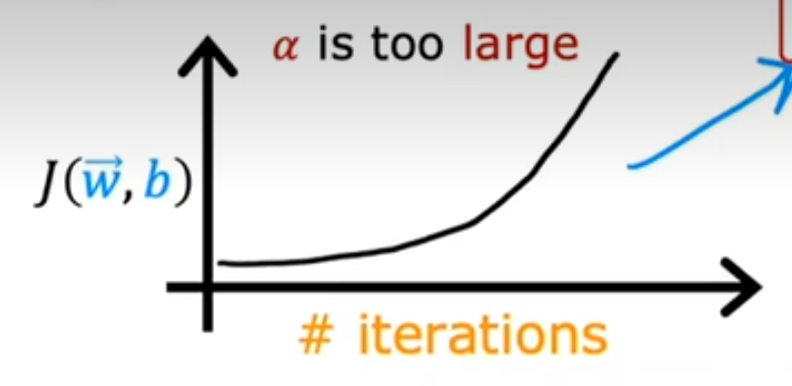 α is too large
J(w⃗, b)
# iterations